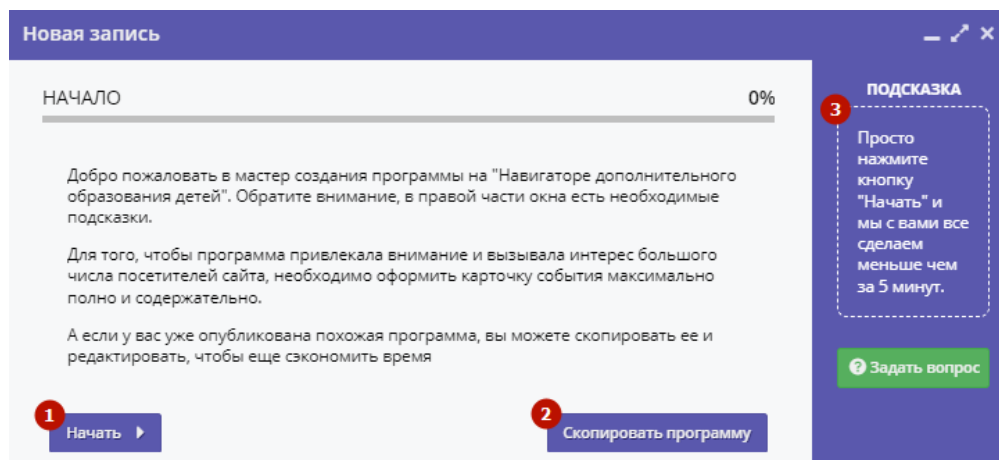 Новая запись
НАЧАЛО 0%
Добро пожаловать в мастер создания программы на "Навигаторе дополнительного
образования детей". Обратите внимание, в правой части окна есть необходимые
подсказки.
Для того, чтобы программа привлекала внимание и вызывала интерес большого
числа посетителей сайта, необходимо оформить карточку события максимально
полно и содержательно.
А если у вас уже опубликована похожая программа, вы можете скопировать ее и
редактировать, чтобы еще сэкономить время
1
Начать
2
Скопировать программу
ПОДСКАЗКА
3
Просто
нажмите
кнопку
"Начать" и
мы с вами все
сделаем
меньше чем
за 5 минут.
Задать вопрос